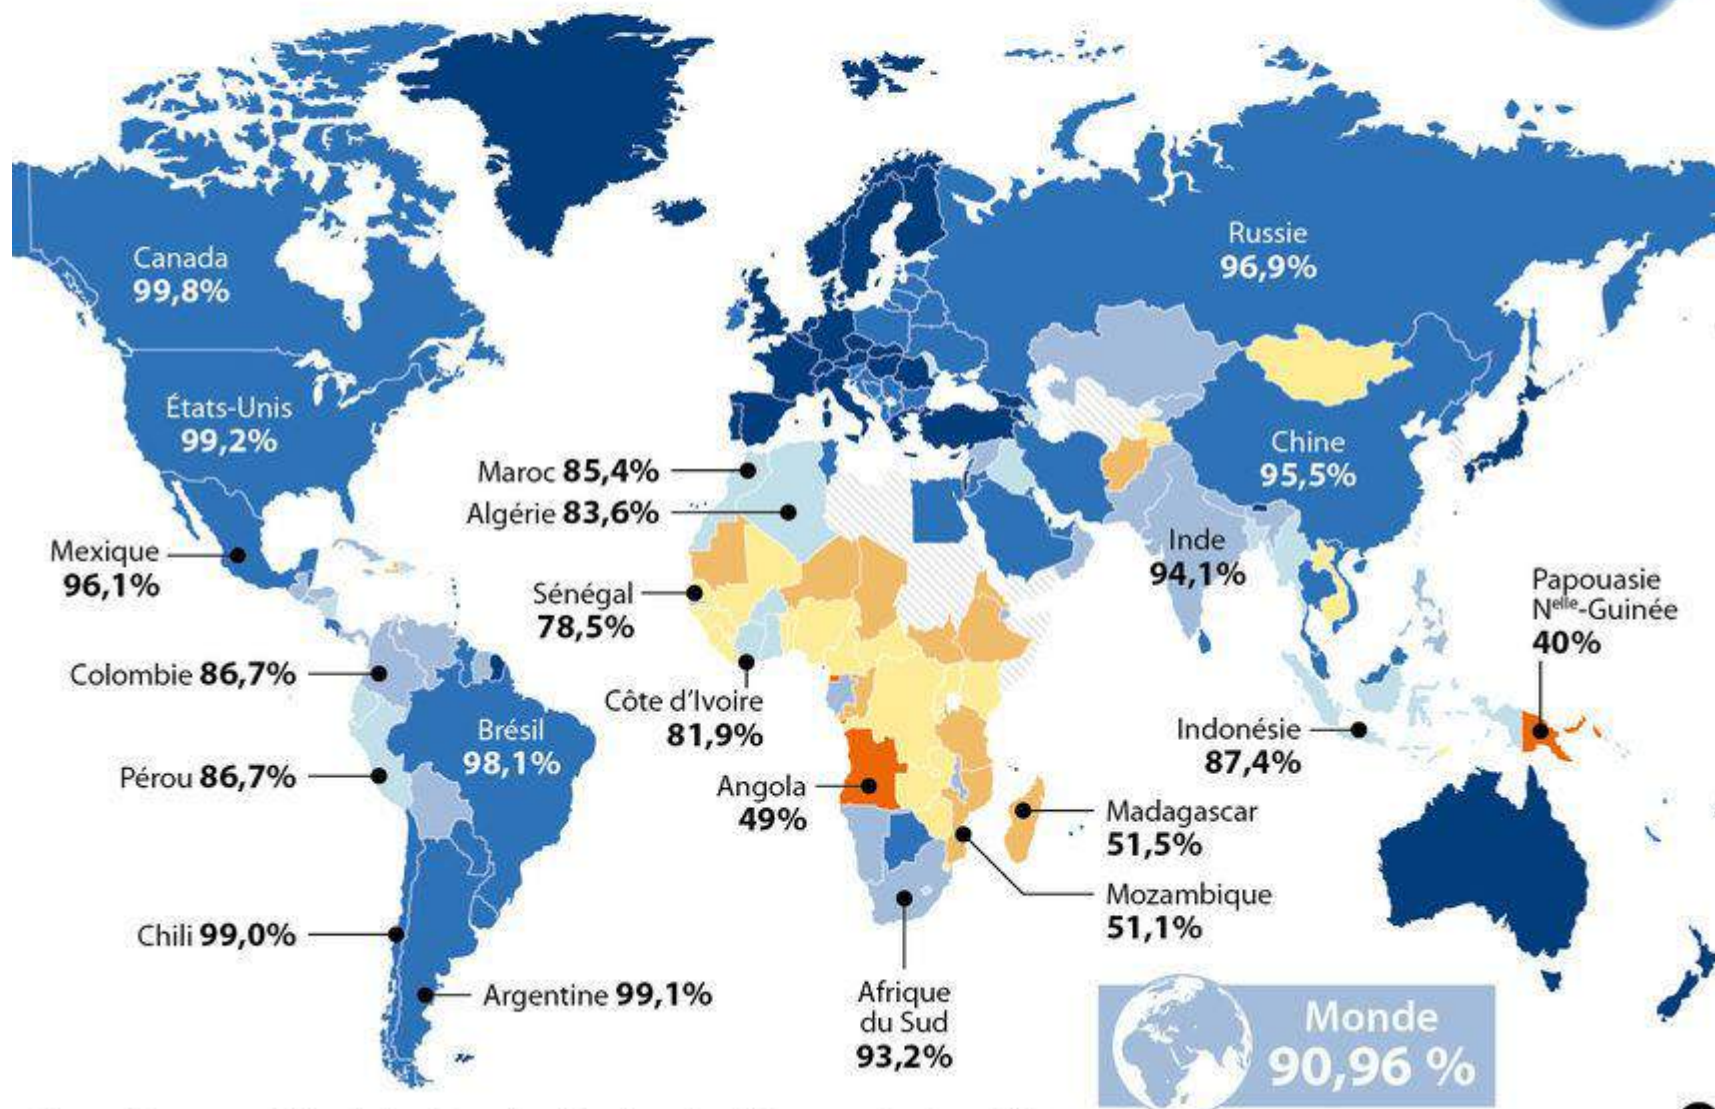 Canada
99,8%
Russie
96,9%
États-Unis
99,2%
Chine
95,5%
Maroc 85,4%
Algérie 83,6%
Mexique
96,1%
Inde
94,1%
Sénégal
78,5%
Papouasie
Nelle-Guinée
40%
Colombie 86,7%
Côte d'Ivoire
81,9%
Brésil
98,1%
Indonésie
87,4%
Pérou 86,7%
Angola
49%
Madagascar
51,5%
Mozambique
51,1%
Chili 99,0%
Argentine 99,1%
Afrique
du Sud
93,2%
Monde
90,96 %